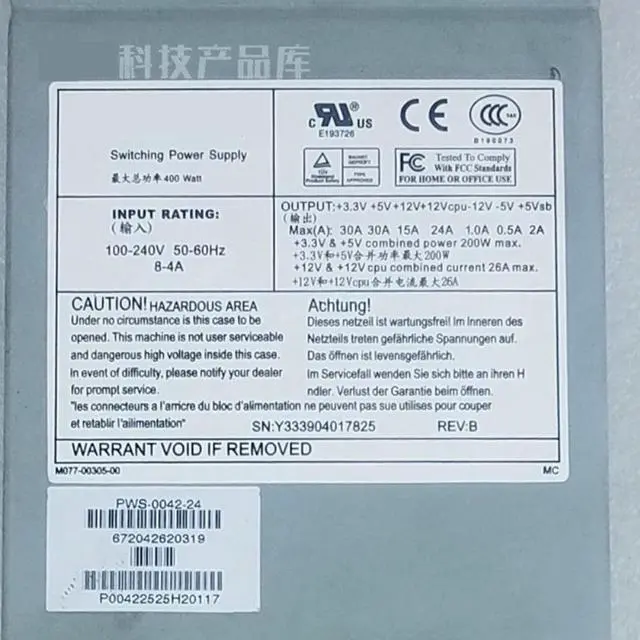 科技产品库
Switching Power Supply
最大总功率 400 Watt
c RU US
E193726
CE
CCC
S&E
D190073
TYPE
APPROVED
FC Tested To Comply
With FCC Standards
FOR HOME OR OFFICE USE
INPUT RATING:
(输入)
100-240V 50-60Hz
8-4A
OUTPUT:+3.3V +5V+12V+12Vcpu-12V -5V +5Vsb
(输出)
Max(A): 30A 30A 15A 24A 1.0A 0.5A 2A
+3.3V & +5V combined power 200W max.
+3.3V和+5V合并功率最大200W
+12V & +12Vcpu combined current 26A max.
+12V和+12Vcpu合并电流最大26A
CAUTION! HAZARDOUS AREA
Under no circumstance is this case to be
opened. This machine is not user serviceable
and dangerous high voltage inside this case.
In event of difficulty, please notify your dealer
for prompt service.
Achtung!
Dieses netzeil ist wartungsfrei! Im Inneren des
Netzteils treten gefährliche Spannungen auf.
Das öffnen ist levensgefährlich.
Im Servicefall wenden Sie sich bitte an ihren H
ndler. Verlust der Garantie beim öffnen!
"les connecteurs a l'amicre du bloc d'alimentation ne peuvent pas sue utilises pour couper
et retablir l'ailimentation"
SN:Y333904017825 REV:B
WARRANT VOID IF REMOVED
M077-00305-00 MC
PWS-0042-24
672042620319
P00422525H20117